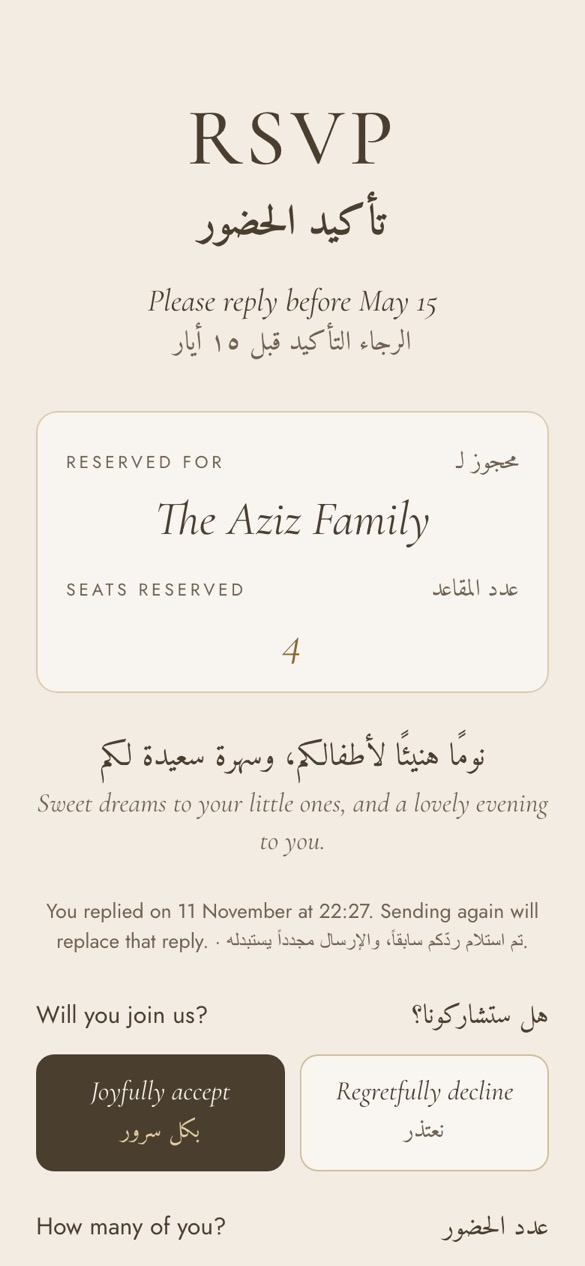 RSVP
تأكيد الحضور
Please reply before May 15
الرجاء التأكيد قبل ١٥ أيار
RESERVED FOR محجوز لـ
The Aziz Family
SEATS RESERVED عدد المقاعد
4
نومًا هنيئًا لأطفالكم، وسهرة سعيدة لكم
Sweet dreams to your little ones, and a lovely evening
to you.
You replied on 11 November at 22:27. Sending again will
replace that reply. · تم استلام ردّكم سابقاً، والإرسال مجدداً يستبدله.
Will you join us? هل ستشاركونا؟
Joyfully accept
بكل سرور
Regretfully decline
نعتذر
How many of you? عدد الحضور